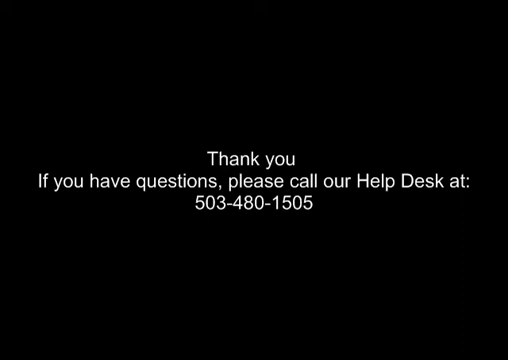 Thank you
If you have questions, please call our Help Desk at:
503-480-1505